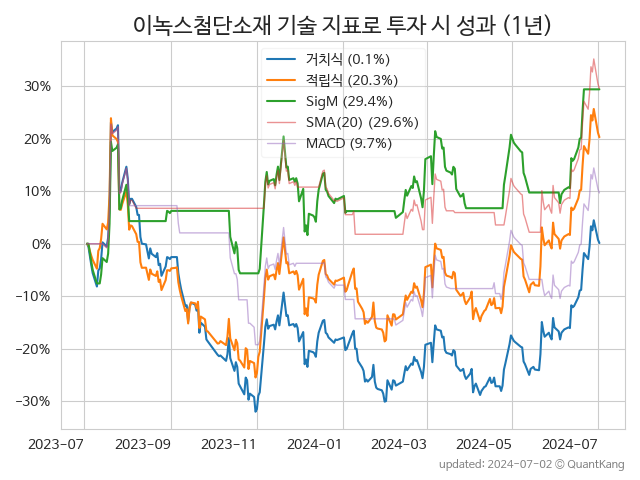 이녹스첨단소재 기술 지표로 투자 시 성과 (1년)
거치식 (0.1%)
적립식 (20.3%)
SigM (29.4%)
SMA(20) (29.6%)
MACD (9.7%)
30%
20%
10%
0%
−10%
−20%
−30%
2023-07 2023-09 2023-11 2024-01 2024-03 2024-05 2024-07
updated: 2024-07-02 © QuantKang